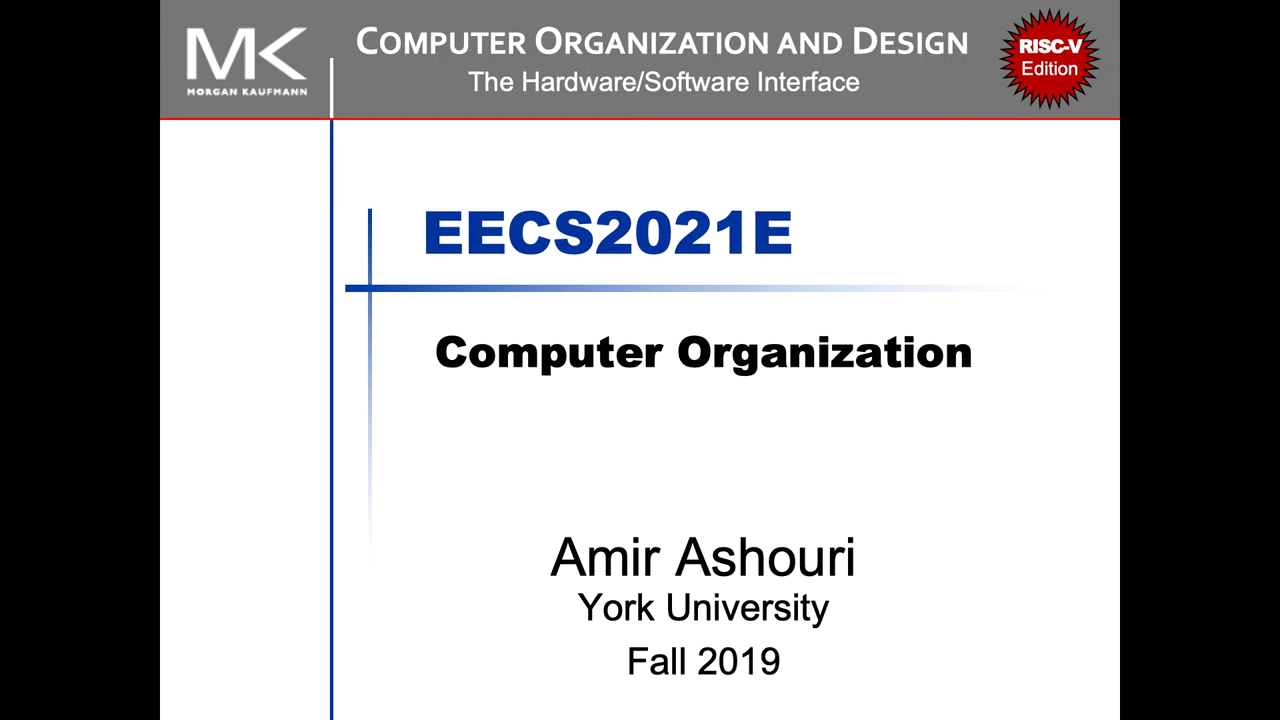 MK
MORGAN KAUFMANN
COMPUTER ORGANIZATION AND DESIGN
The Hardware/Software Interface
RISC-V
Edition
EECS2021E
Computer Organization
Amir Ashouri
York University
Fall 2019